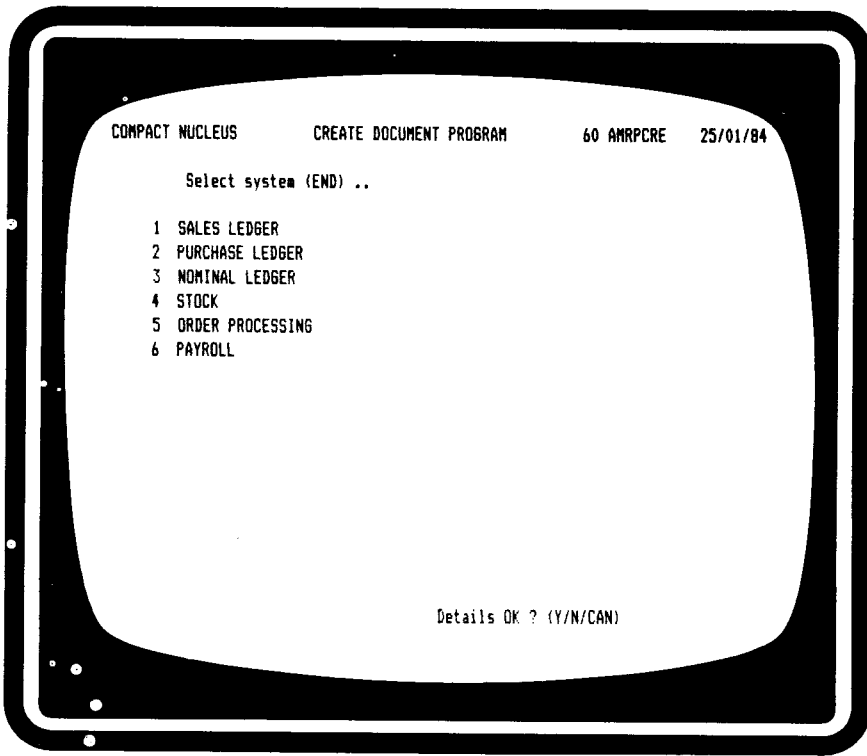 COMPACT NUCLEUS CREATE DOCUMENT PROGRAM 60 AMRPCRE 25/01/84
Select system (END) ..
1 SALES LEDGER
2 PURCHASE LEDGER
3 NOMINAL LEDGER
4 STOCK
5 ORDER PROCESSING
6 PAYROLL
Details OK ? (Y/N/CAN)